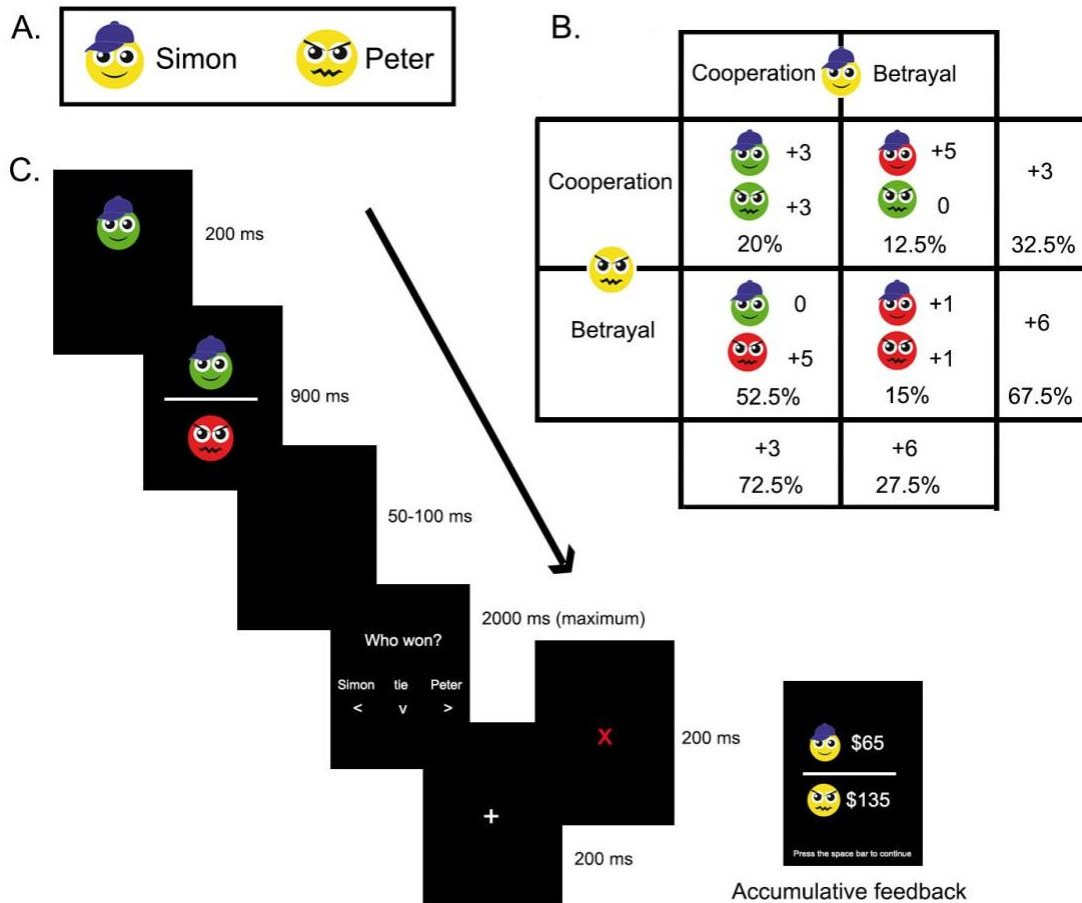 A.
Simon Peter
B.
Cooperation Betrayal
Cooperation
+3 +5
+3
+3 0
20% 12.5% 32.5%
Betrayal
0 +1
+6
+5 +1
52.5% 15% 67.5%
+3 +6
72.5% 27.5%
C.
200 ms
900 ms
50-100 ms
2000 ms (maximum)
Who won?
Simon tie Peter
< v >
X
200 ms
+
200 ms
$65
$135
Press the space bar to continue
Accumulative feedback